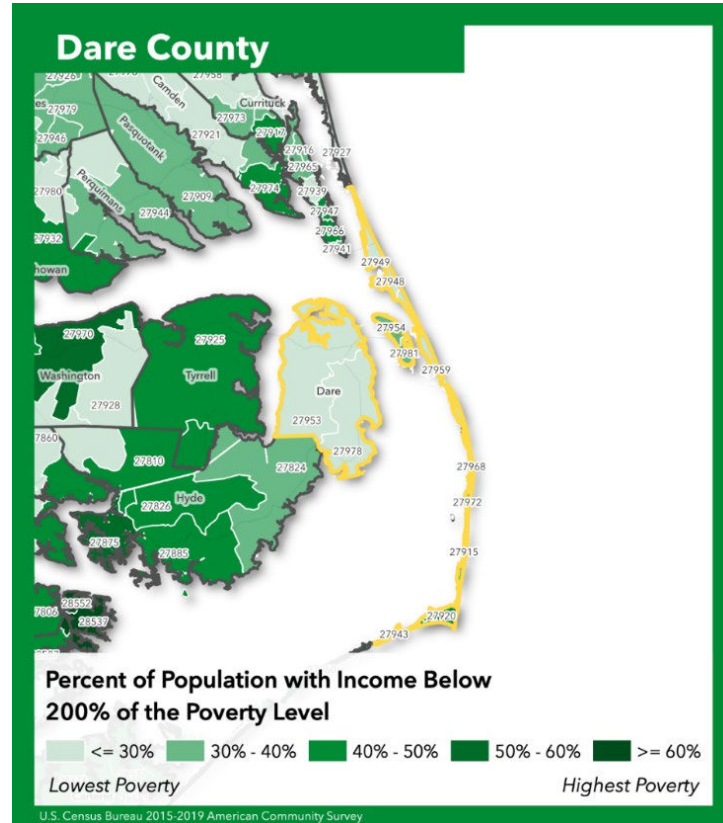 Dare County
27926
27958
Camden
Currituck
27979
27973
27917
27921
Pasquotank
27916
27927
27946
27965
27980
Perquimans
27974
27939
27909
27944
27947
27932
27966
27941
howan
27949
27948
27970
27925
27954
27981
Washington
Tyrrell
27959
Dare
27928
27953
27860
27978
27810
27824
27968
Hyde
27826
27972
27875
27885
27915
28552
27806
28537
27920
27943
Percent of Population with Income Below
200% of the Poverty Level
<= 30% 30% - 40% 40% - 50% 50% - 60% >= 60%
Lowest Poverty Highest Poverty
U.S. Census Bureau 2015-2019 American Community Survey